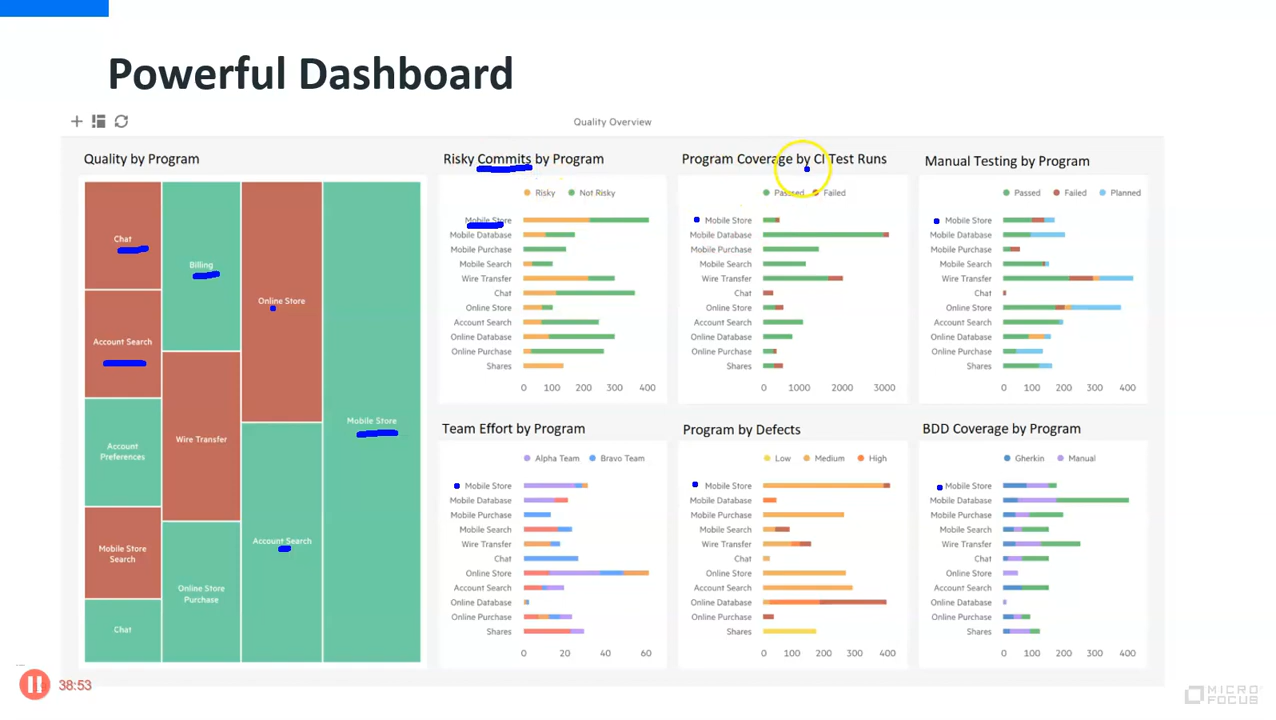 Powerful Dashboard
Quality Overview
Quality by Program
Chat
Account Search
Account
Preferences
Mobile Store
Search
Chat
Billing
Wire Transfer
Online Store
Purchase
Online Store
Account Search
Mobile Store
Risky Commits by Program
Risky Not Risky
Mobile Store
Mobile Database
Mobile Purchase
Mobile Search
Wire Transfer
Chat
Online Store
Account Search
Online Database
Online Purchase
Shares
0 100 200 300 400
Program Coverage by CI Test Runs
Passed Failed
Mobile Store
Mobile Database
Mobile Purchase
Mobile Search
Wire Transfer
Chat
Online Store
Account Search
Online Database
Online Purchase
Shares
0 1000 2000 3000
Manual Testing by Program
Passed Failed Planned
Mobile Store
Mobile Database
Mobile Purchase
Mobile Search
Wire Transfer
Chat
Online Store
Account Search
Online Database
Online Purchase
Shares
0 100 200 300 400
Team Effort by Program
Alpha Team Bravo Team
Mobile Store
Mobile Database
Mobile Purchase
Mobile Search
Wire Transfer
Chat
Online Store
Account Search
Online Database
Online Purchase
Shares
0 20 40 60
Program by Defects
Low Medium High
Mobile Store
Mobile Database
Mobile Purchase
Mobile Search
Wire Transfer
Chat
Online Store
Account Search
Online Database
Online Purchase
Shares
0 100 200 300 400
BDD Coverage by Program
Gherkin Manual
Mobile Store
Mobile Database
Mobile Purchase
Mobile Search
Wire Transfer
Chat
Online Store
Account Search
Online Database
Online Purchase
Shares
0 100 200 300 400
38:53
MICRO
FOCUS